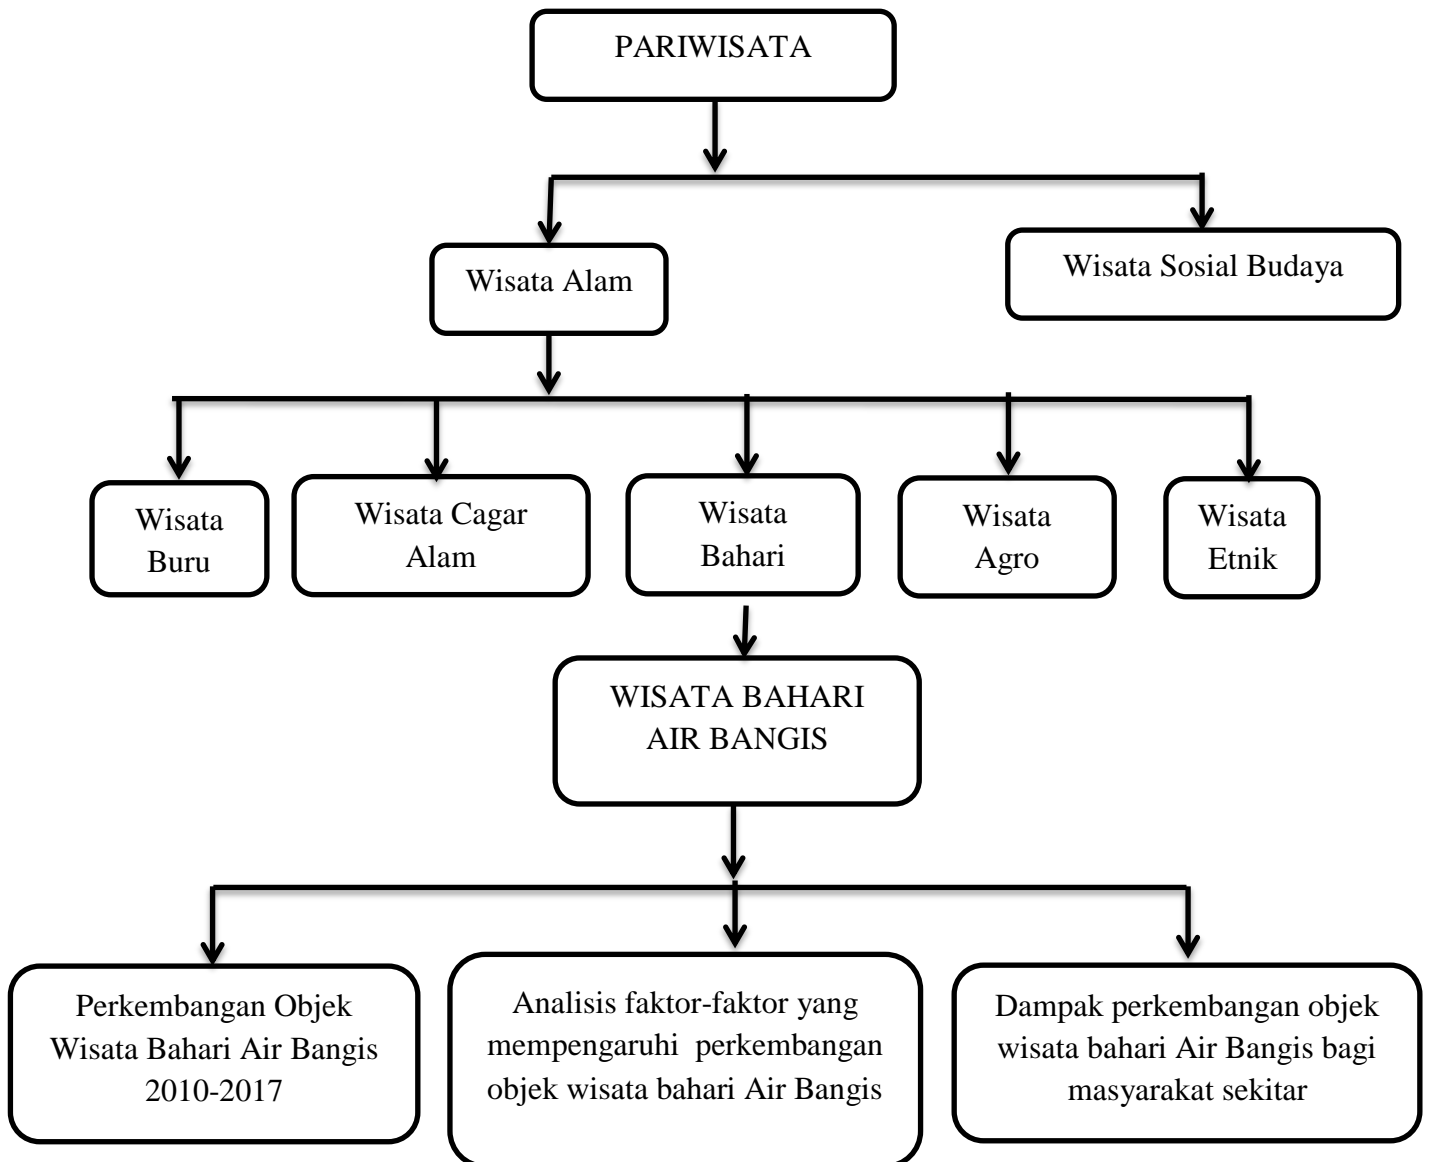 PARIWISATA
Wisata Alam
Wisata Sosial Budaya
Wisata
Buru
Wisata Cagar
Alam
Wisata
Bahari
Wisata
Agro
Wisata
Etnik
WISATA BAHARI
AIR BANGIS
Perkembangan Objek
Wisata Bahari Air Bangis
2010-2017
Analisis faktor-faktor yang
mempengaruhi perkembangan
objek wisata bahari Air Bangis
Dampak perkembangan objek
wisata bahari Air Bangis bagi
masyarakat sekitar